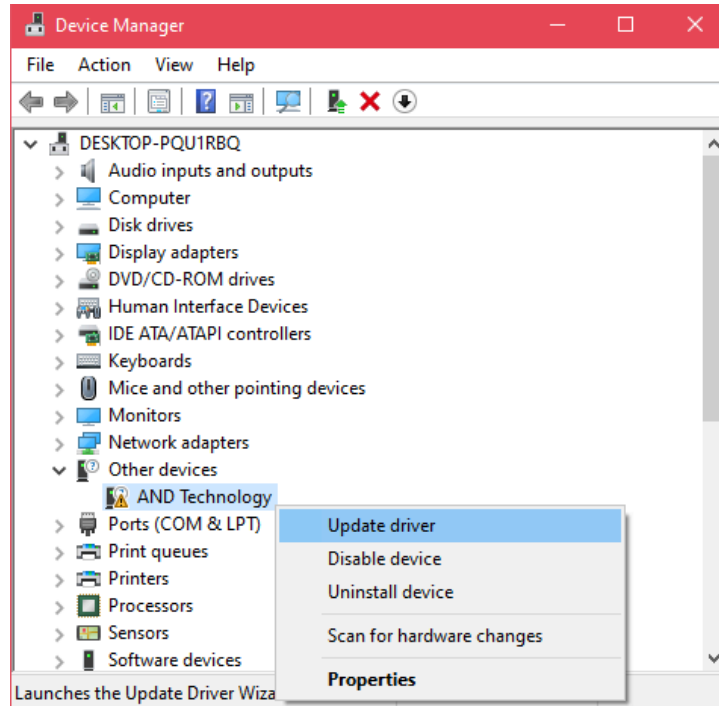 Device Manager
File Action View Help
DESKTOP-PQU1RBQ
Audio inputs and outputs
Computer
Disk drives
Display adapters
DVD/CD-ROM drives
Human Interface Devices
IDE ATA/ATAPI controllers
Keyboards
Mice and other pointing devices
Monitors
Network adapters
Other devices
AND Technology
Ports (COM & LPT)
Print queues
Printers
Processors
Sensors
Software devices
Update driver
Disable device
Uninstall device
Scan for hardware changes
Properties
Launches the Update Driver Wiza